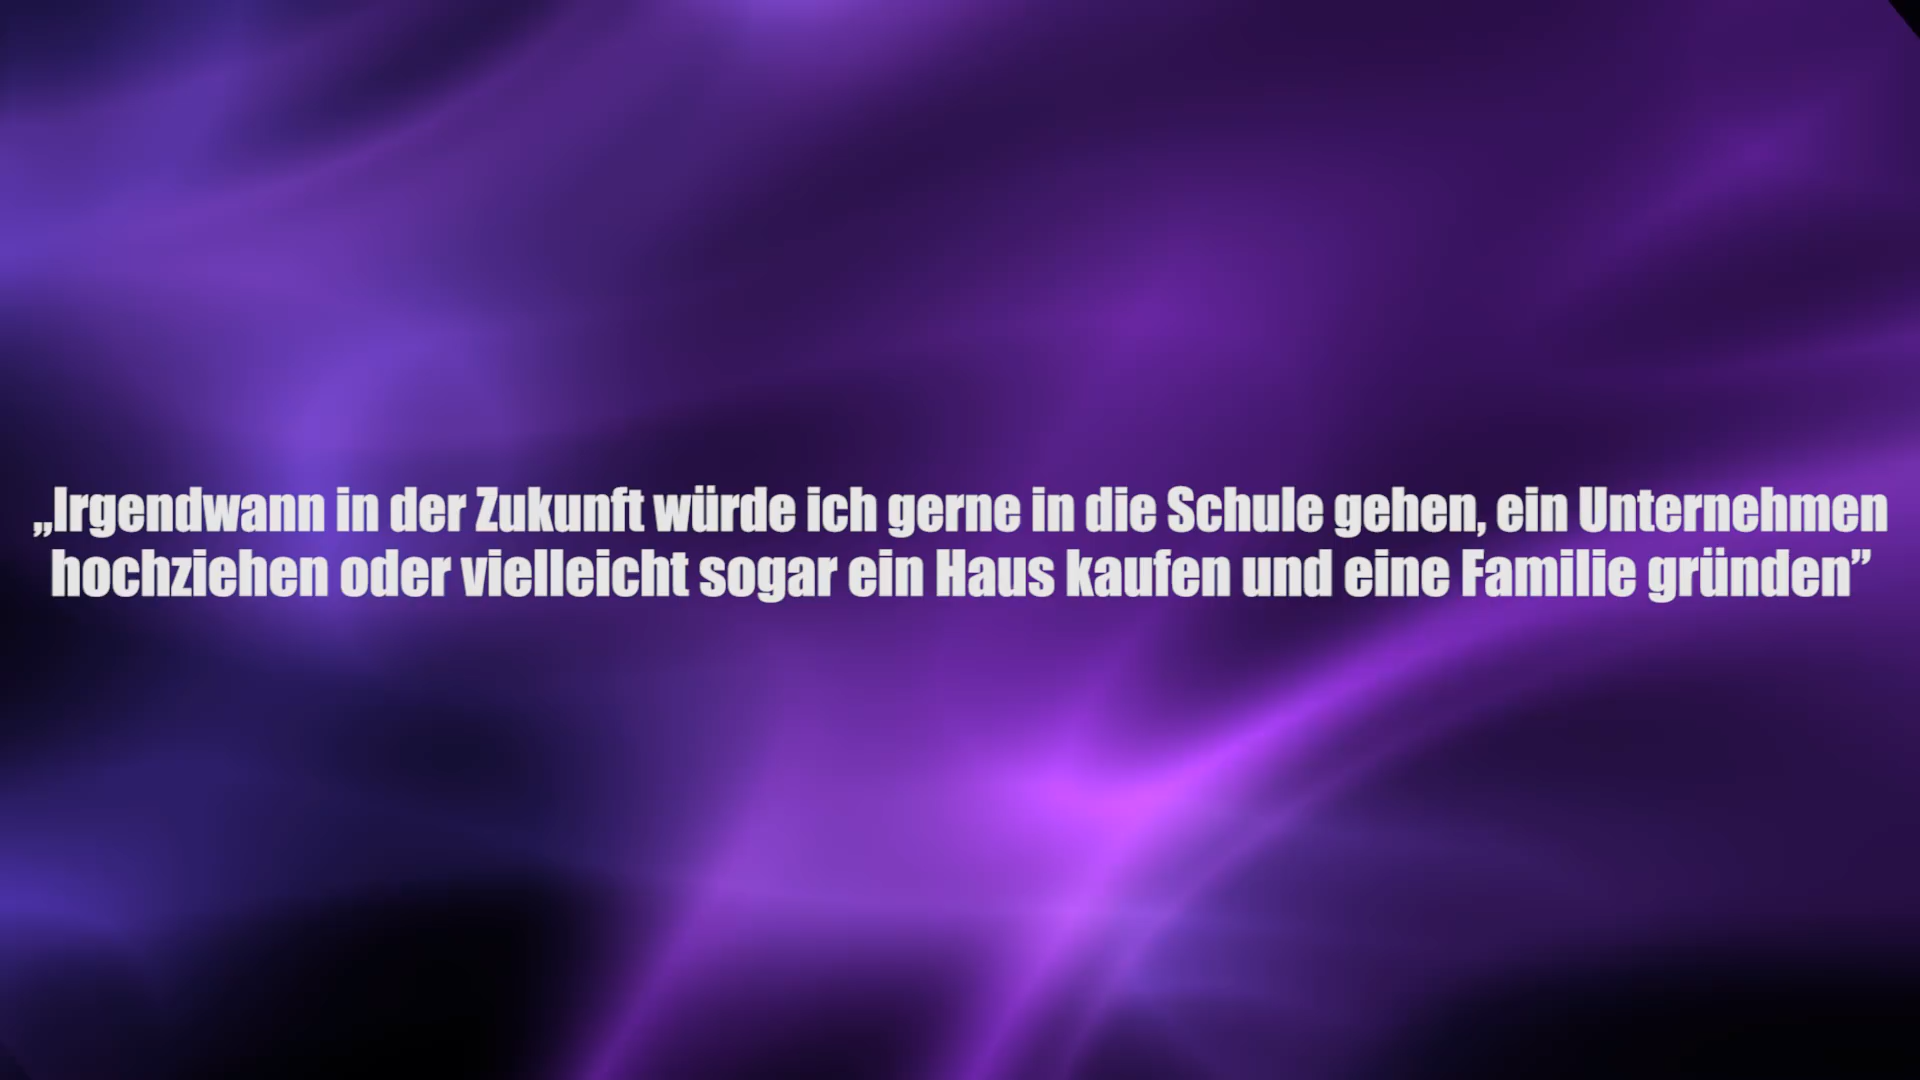 „Irgendwann in der Zukunft würde ich gerne in die Schule gehen, ein Unternehmen
hochziehen oder vielleicht sogar ein Haus kaufen und eine Familie gründen”